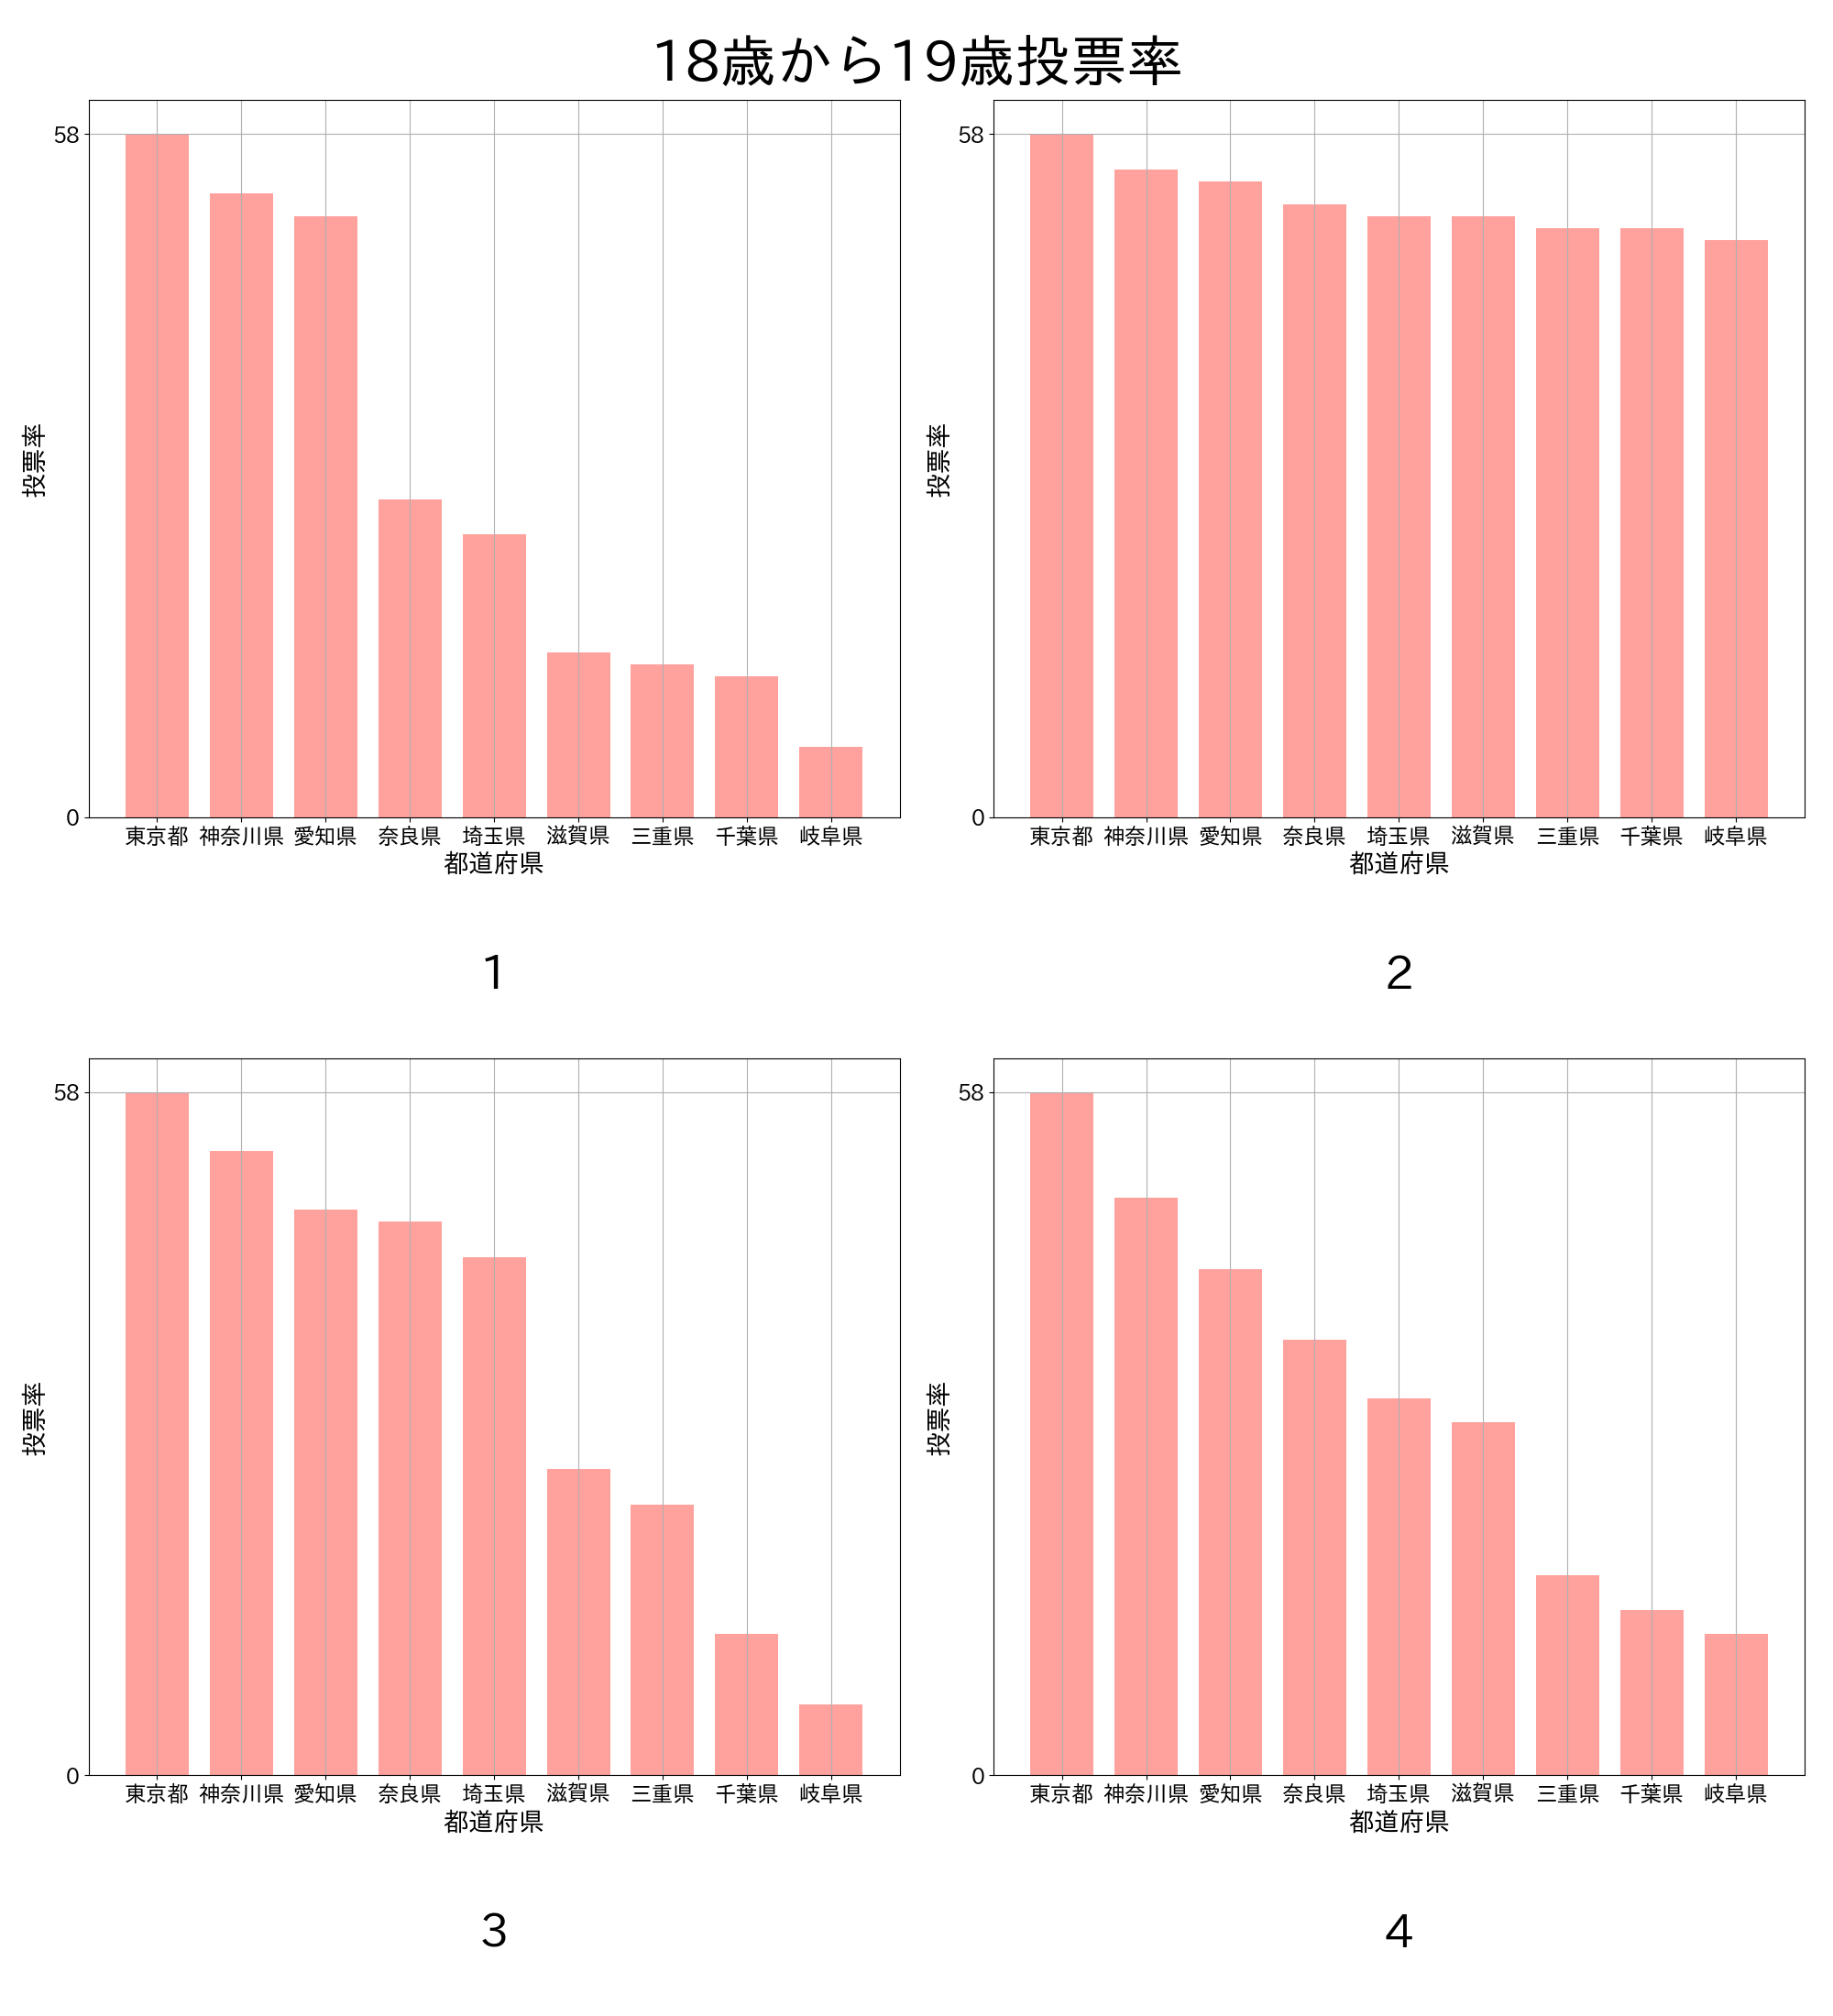 18歳から19歳投票率
58
0
投票率
東京都 神奈川県 愛知県 奈良県 埼玉県 滋賀県 三重県 千葉県 岐阜県
都道府県
1
58
0
投票率
東京都 神奈川県 愛知県 奈良県 埼玉県 滋賀県 三重県 千葉県 岐阜県
都道府県
2
58
0
投票率
東京都 神奈川県 愛知県 奈良県 埼玉県 滋賀県 三重県 千葉県 岐阜県
都道府県
3
58
0
投票率
東京都 神奈川県 愛知県 奈良県 埼玉県 滋賀県 三重県 千葉県 岐阜県
都道府県
4